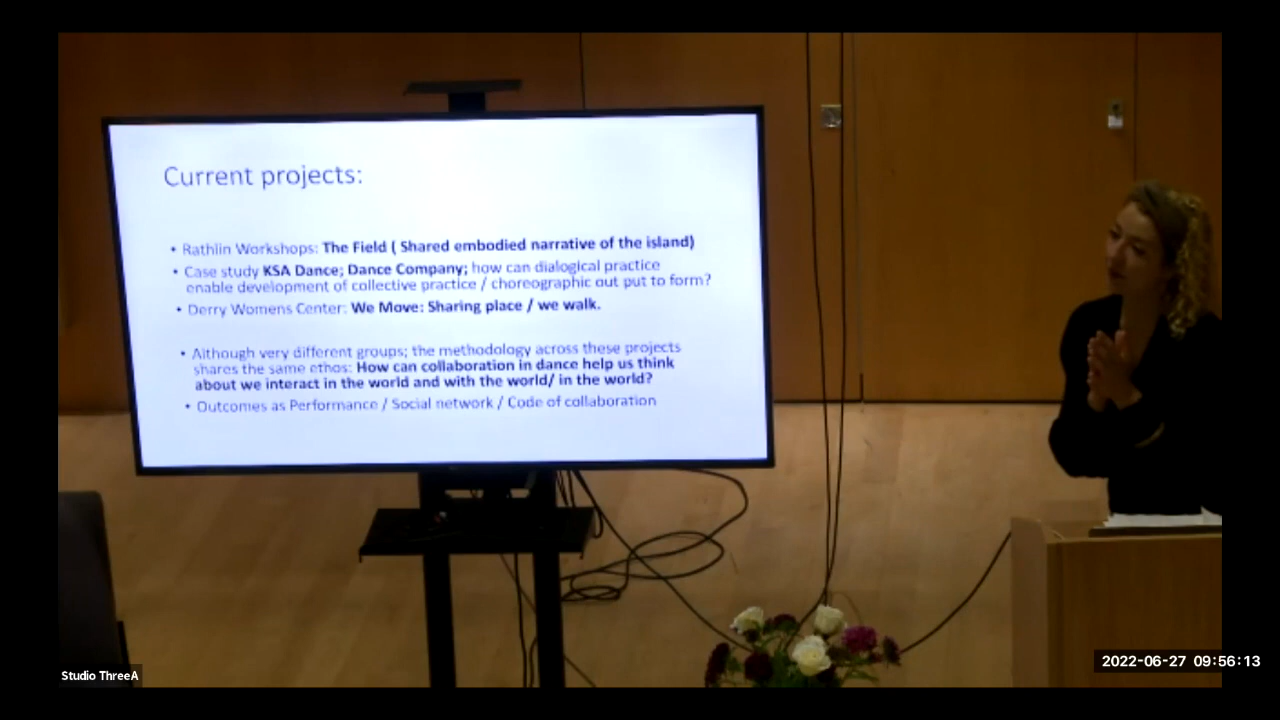 Current projects:
• Rathlin Workshops: The Field ( Shared embodied narrative of the island)
• Case study KSA Dance; Dance Company; how can dialogical practice
enable development of collective practice / choreographic out put to form?
• Derry Womens Center: We Move: Sharing place / we walk.
• Although very different groups; the methodology across these projects
shares the same ethos: How can collaboration in dance help us think
about we interact in the world and with the world/ in the world?
• Outcomes as Performance / Social network / Code of collaboration
Studio ThreeA
2022-06-27 09:56:13